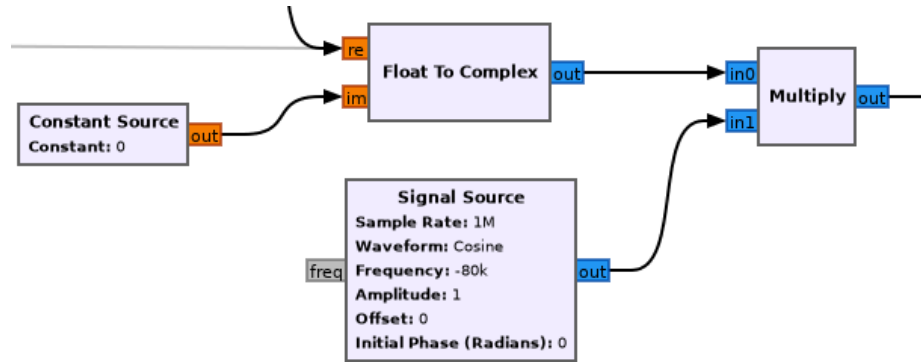 re
Float To Complex
out
im
in0
Multiply
out
in1
Constant Source
Constant: 0
out
Signal Source
Sample Rate: 1M
Waveform: Cosine
freq
Frequency: -80k
out
Amplitude: 1
Offset: 0
Initial Phase (Radians): 0